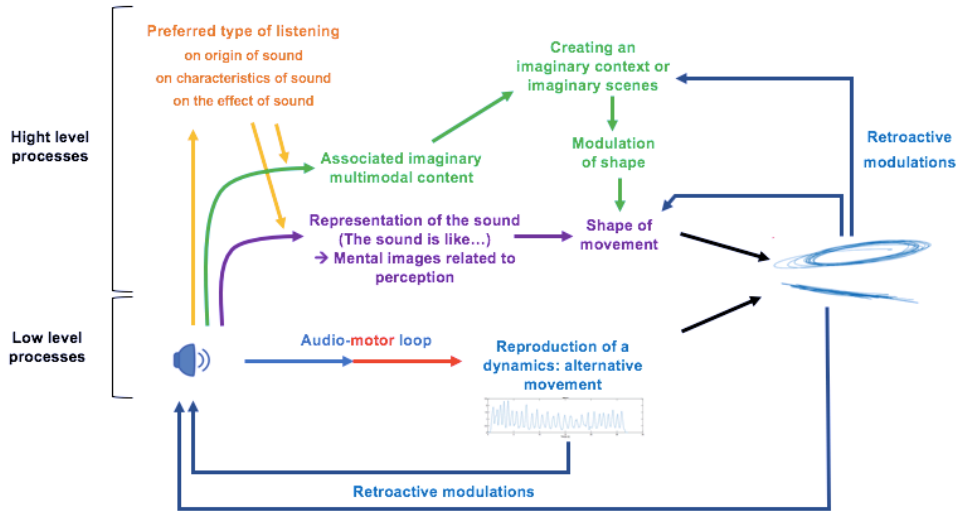 Preferred type of listening
on origin of sound
on characteristics of sound
on the effect of sound
Creating an
imaginary context or
imaginary scenes
Hight level
processes
Associated imaginary
multimodal content
Modulation
of shape
Retroactive
modulations
Representation of the sound
(The sound is like…)
→ Mental images related to
perception
Shape of
movement
Low level
processes
Audio-motor loop
Reproduction of a
dynamics: alternative
movement
Retroactive modulations